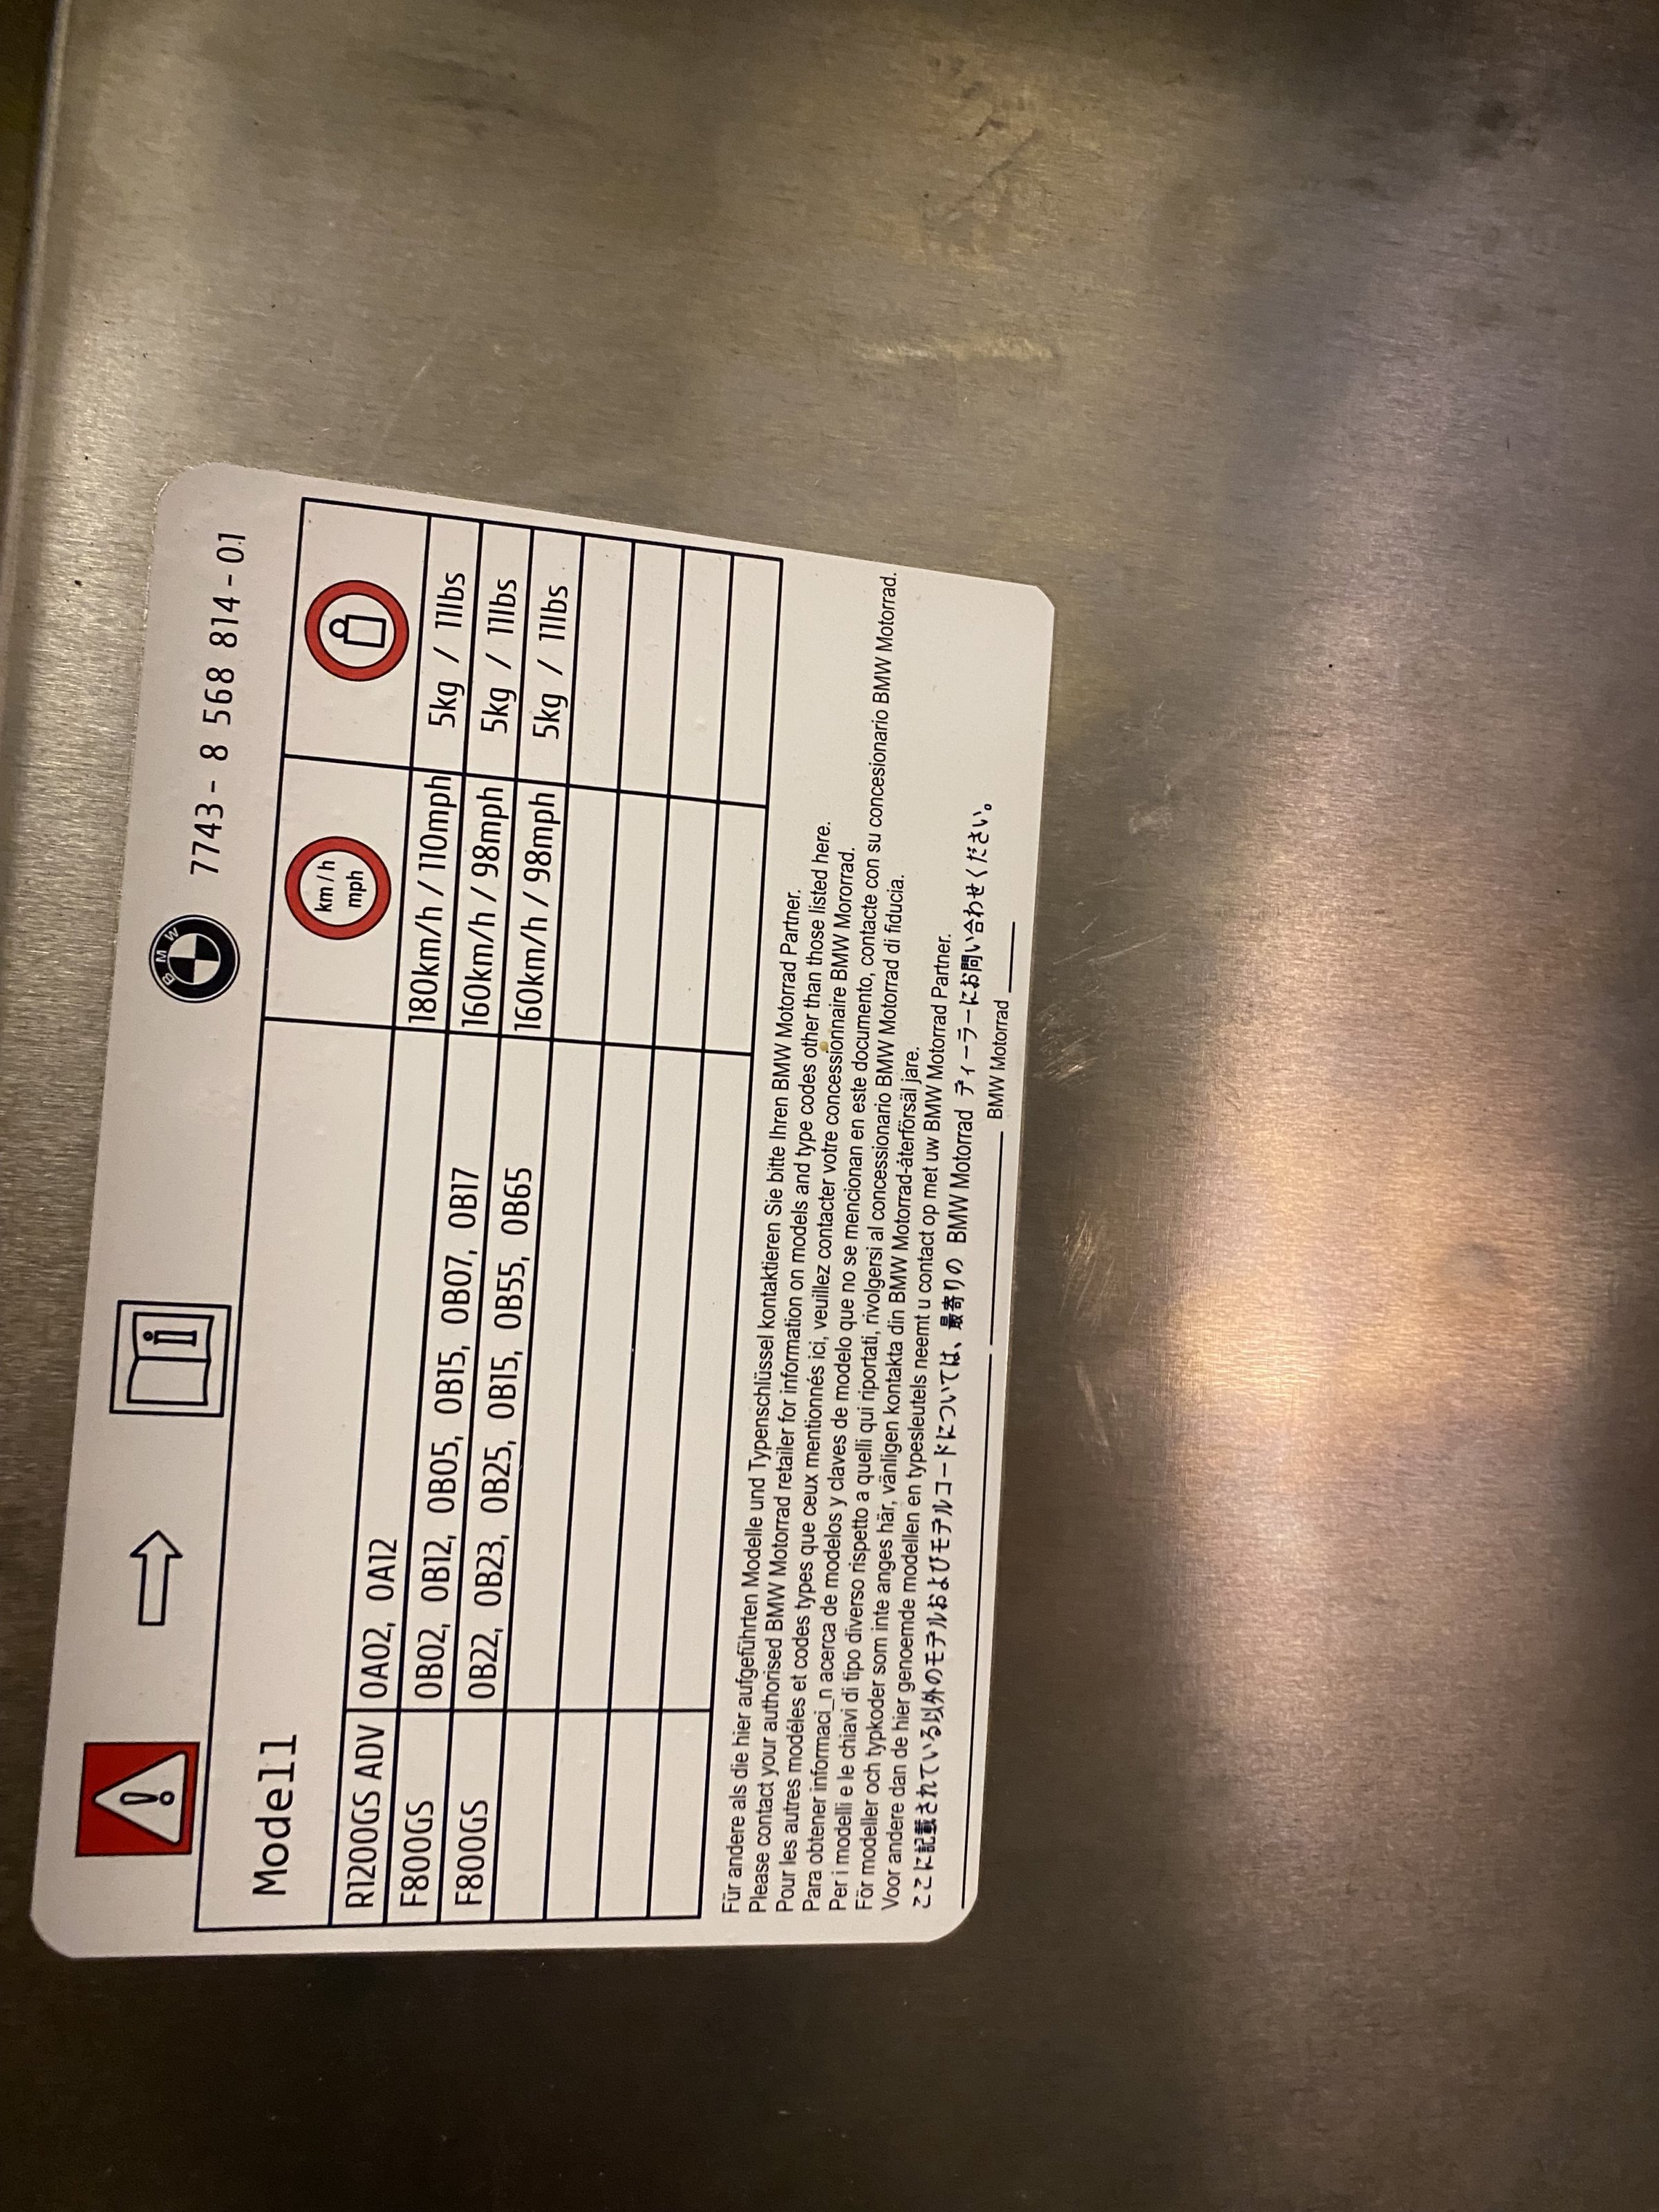 BMW
7743 - 8 568 814 - 01
Modell
km/h
mph
R1200GS ADV 0A02, 0A12 180km/h / 110mph 5kg / 11lbs
F800GS 0B02, 0B12, 0B05, 0B15, 0B07, 0B17 160km/h / 98mph 5kg / 11lbs
F800GS 0B22, 0B23, 0B25, 0B15, 0B55, 0B65 160km/h / 98mph 5kg / 11lbs
Für andere als die hier aufgeführten Modelle und Typenschlüssel kontaktieren Sie bitte Ihren BMW Motorrad Partner.
Please contact your authorised BMW Motorrad retailer for information on models and type codes other than those listed here.
Pour les autres modéles et codes types que ceux mentionnés ici, veuillez contacter votre concessionnaire BMW Mororrad.
Para obtener informaci_n acerca de modelos y claves de modelo que no se mencionan en este documento, contacte con su concesionario BMW Motorrad.
Per i modelli e le chiavi di tipo diverso rispetto a quelli qui riportati, rivolgersi al concessionario BMW Motorrad di fiducia.
För modeller och typkoder som inte anges här, vänligen kontakta din BMW Motorrad-återförsäl jare.
Voor andere dan de hier genoemde modellen en typesleutels neemt u contact op met uw BMW Motorrad Partner.
ここに記載されている以外のモデルおよびモデルコードについては、最寄りの BMW Motorrad ディーラーにお問い合わせください。
BMW Motorrad